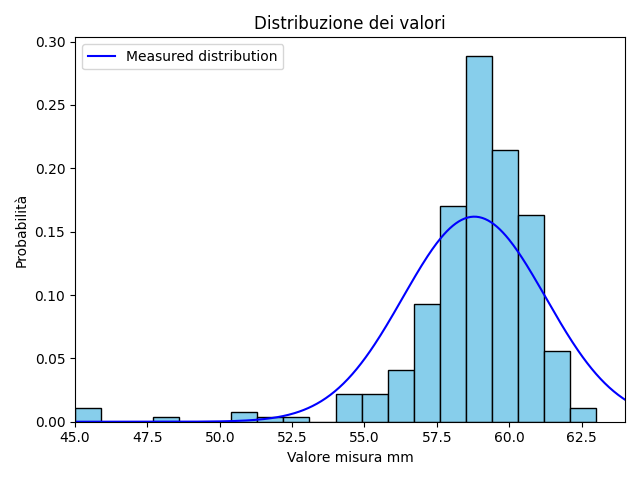 Distribuzione dei valori
Measured distribution
0.30
0.25
0.20
0.15
0.10
0.05
0.00
Probabilità
45.0 47.5 50.0 52.5 55.0 57.5 60.0 62.5
Valore misura mm